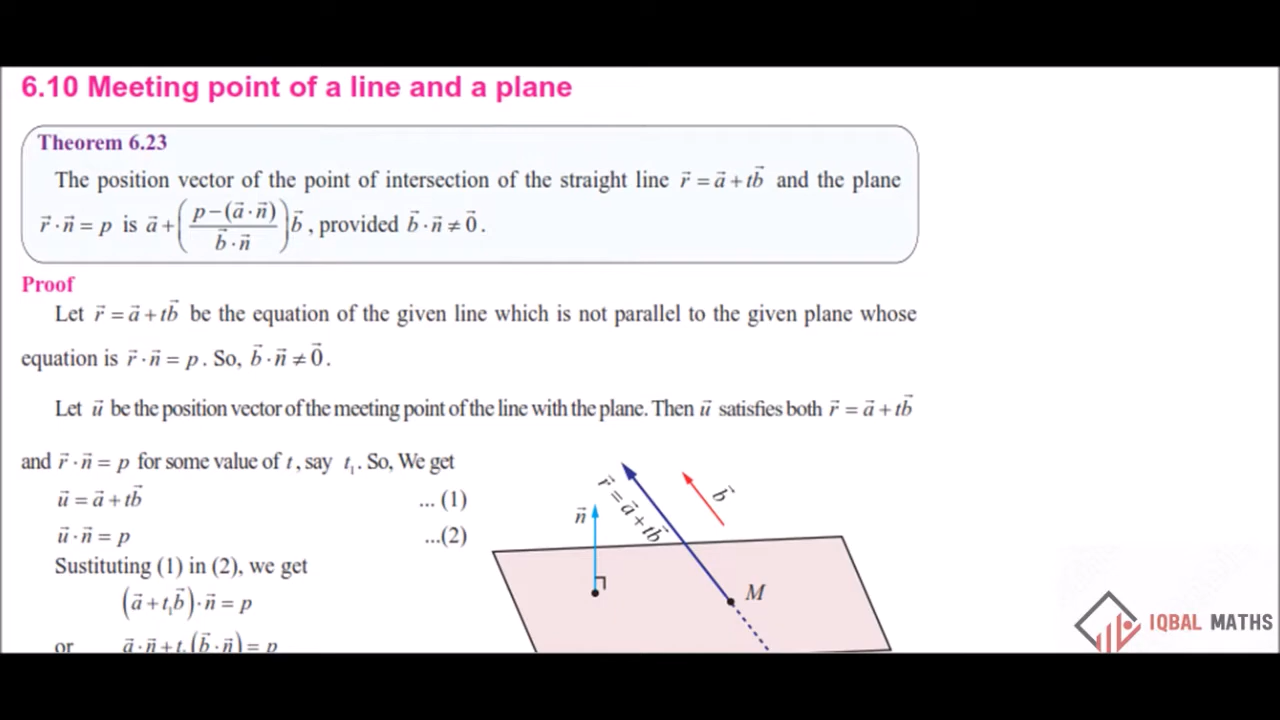 6.10 Meeting point of a line and a plane
Theorem 6.23
The position vector of the point of intersection of the straight line r⃗ = a⃗ + tb⃗ and the plane
r⃗ · n⃗ = p is a⃗ + ( (p − (a⃗ · n⃗)) / (b⃗ · n⃗) ) b⃗ , provided b⃗ · n⃗ ≠ 0⃗ .
Proof
Let r⃗ = a⃗ + tb⃗ be the equation of the given line which is not parallel to the given plane whose
equation is r⃗ · n⃗ = p . So, b⃗ · n⃗ ≠ 0⃗ .
Let u⃗ be the position vector of the meeting point of the line with the plane. Then u⃗ satisfies both r⃗ = a⃗ + tb⃗
and r⃗ · n⃗ = p for some value of t , say t₁ . So, We get
u⃗ = a⃗ + tb⃗ ... (1)
u⃗ · n⃗ = p ...(2)
Sustituting (1) in (2), we get
(a⃗ + t₁b⃗) · n⃗ = p
or a⃗ · n⃗ + t₁(b⃗ · n⃗) = p
n⃗
r⃗ = a⃗ + tb⃗
b⃗
M
IQBAL MATHS